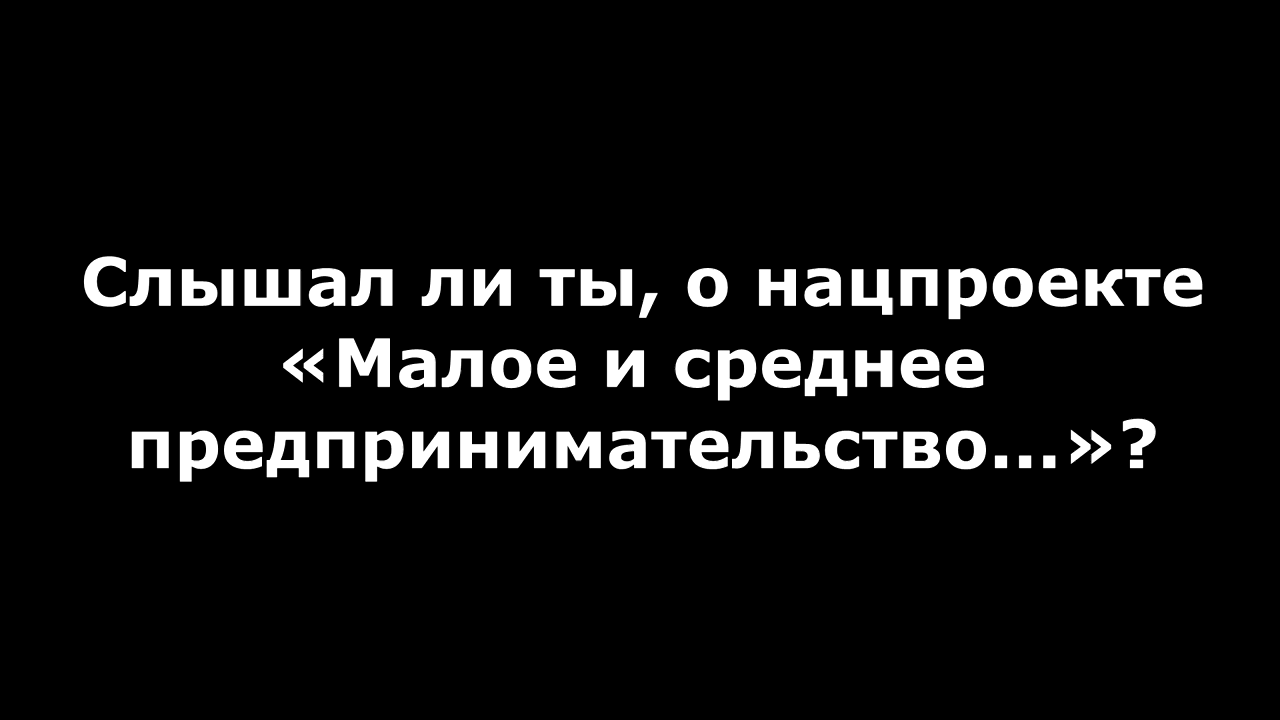 Слышал ли ты, о нацпроекте
«Малое и среднее
предпринимательство...»?